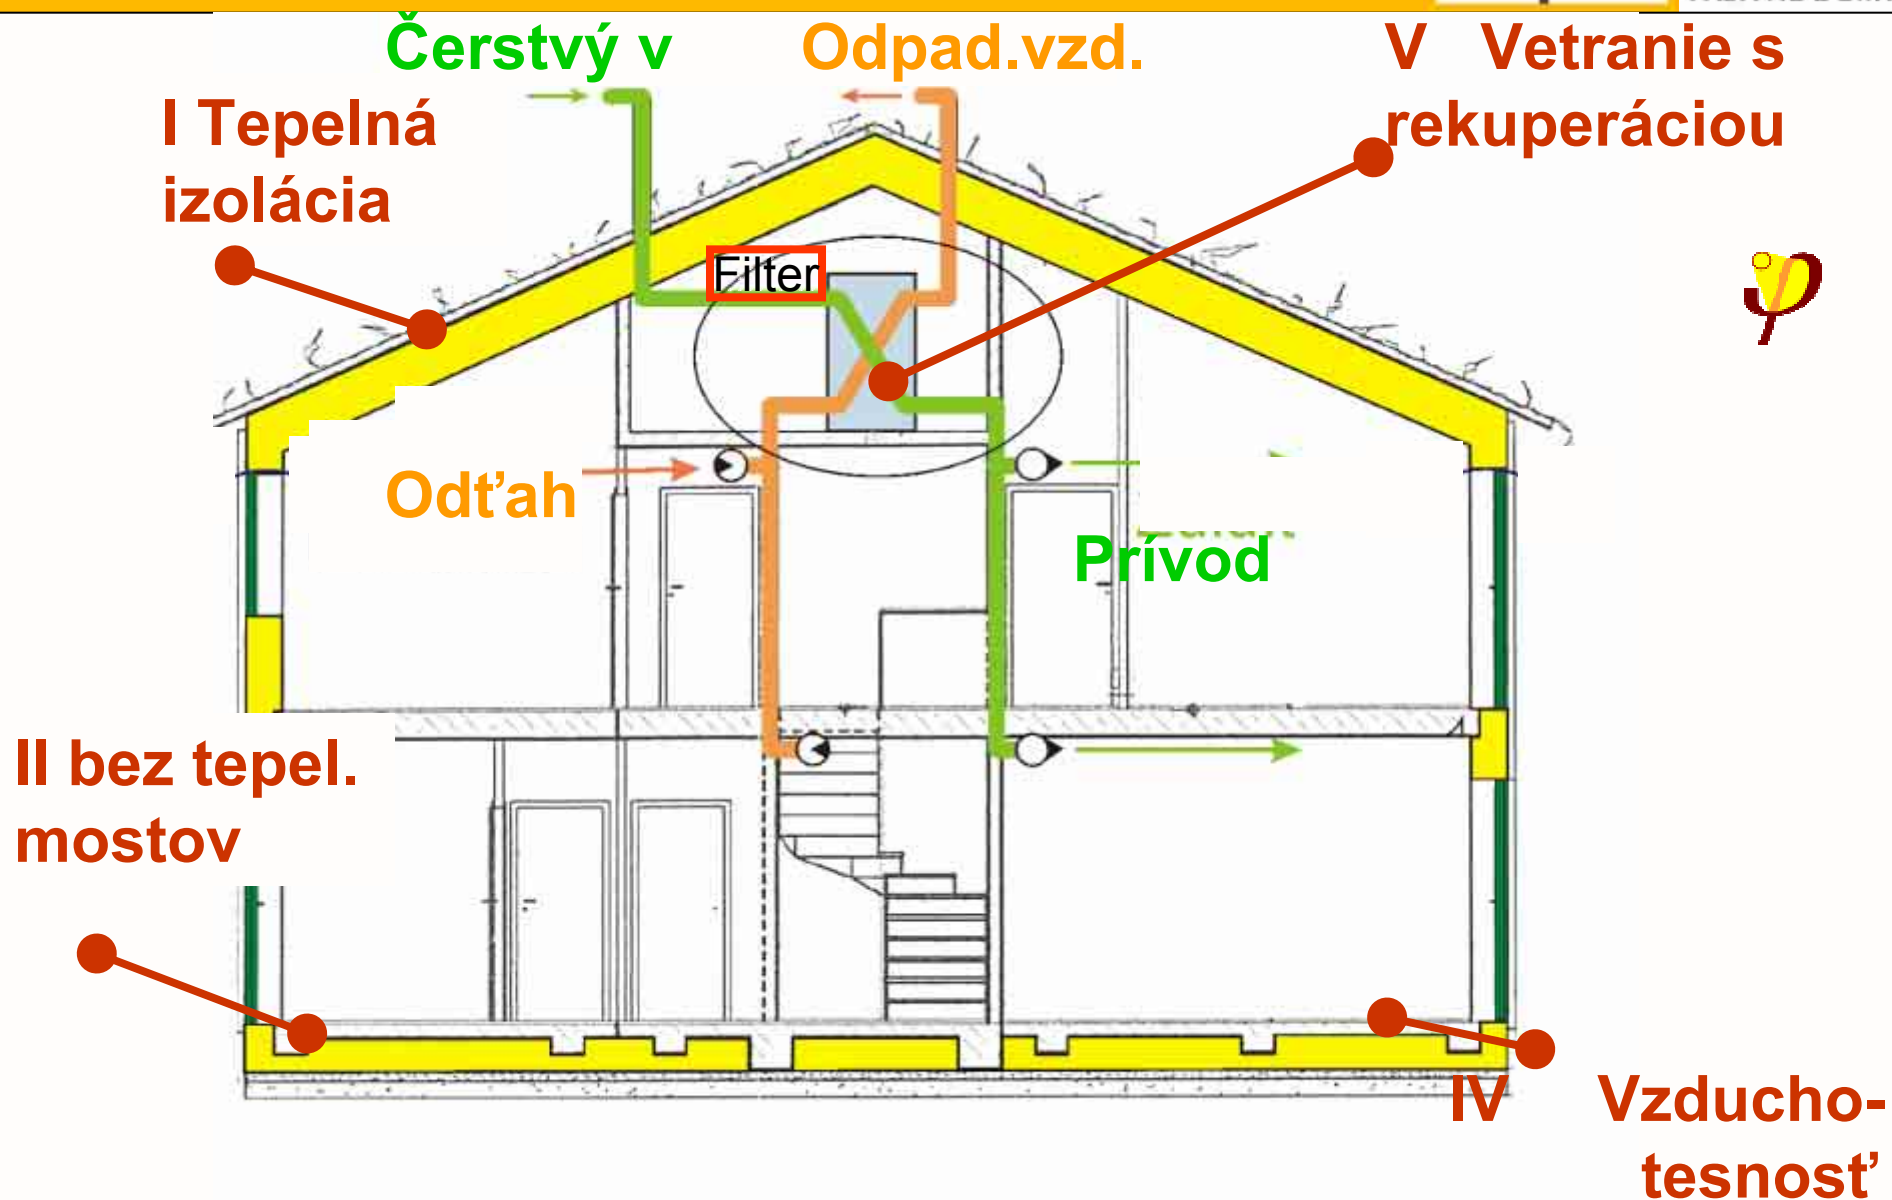 Čerstvý v
Odpad.vzd.
V Vetranie s
rekuperáciou
I Tepelná
izolácia
Filter
Odťah
Prívod
II bez tepel.
mostov
IV Vzducho-
tesnosť